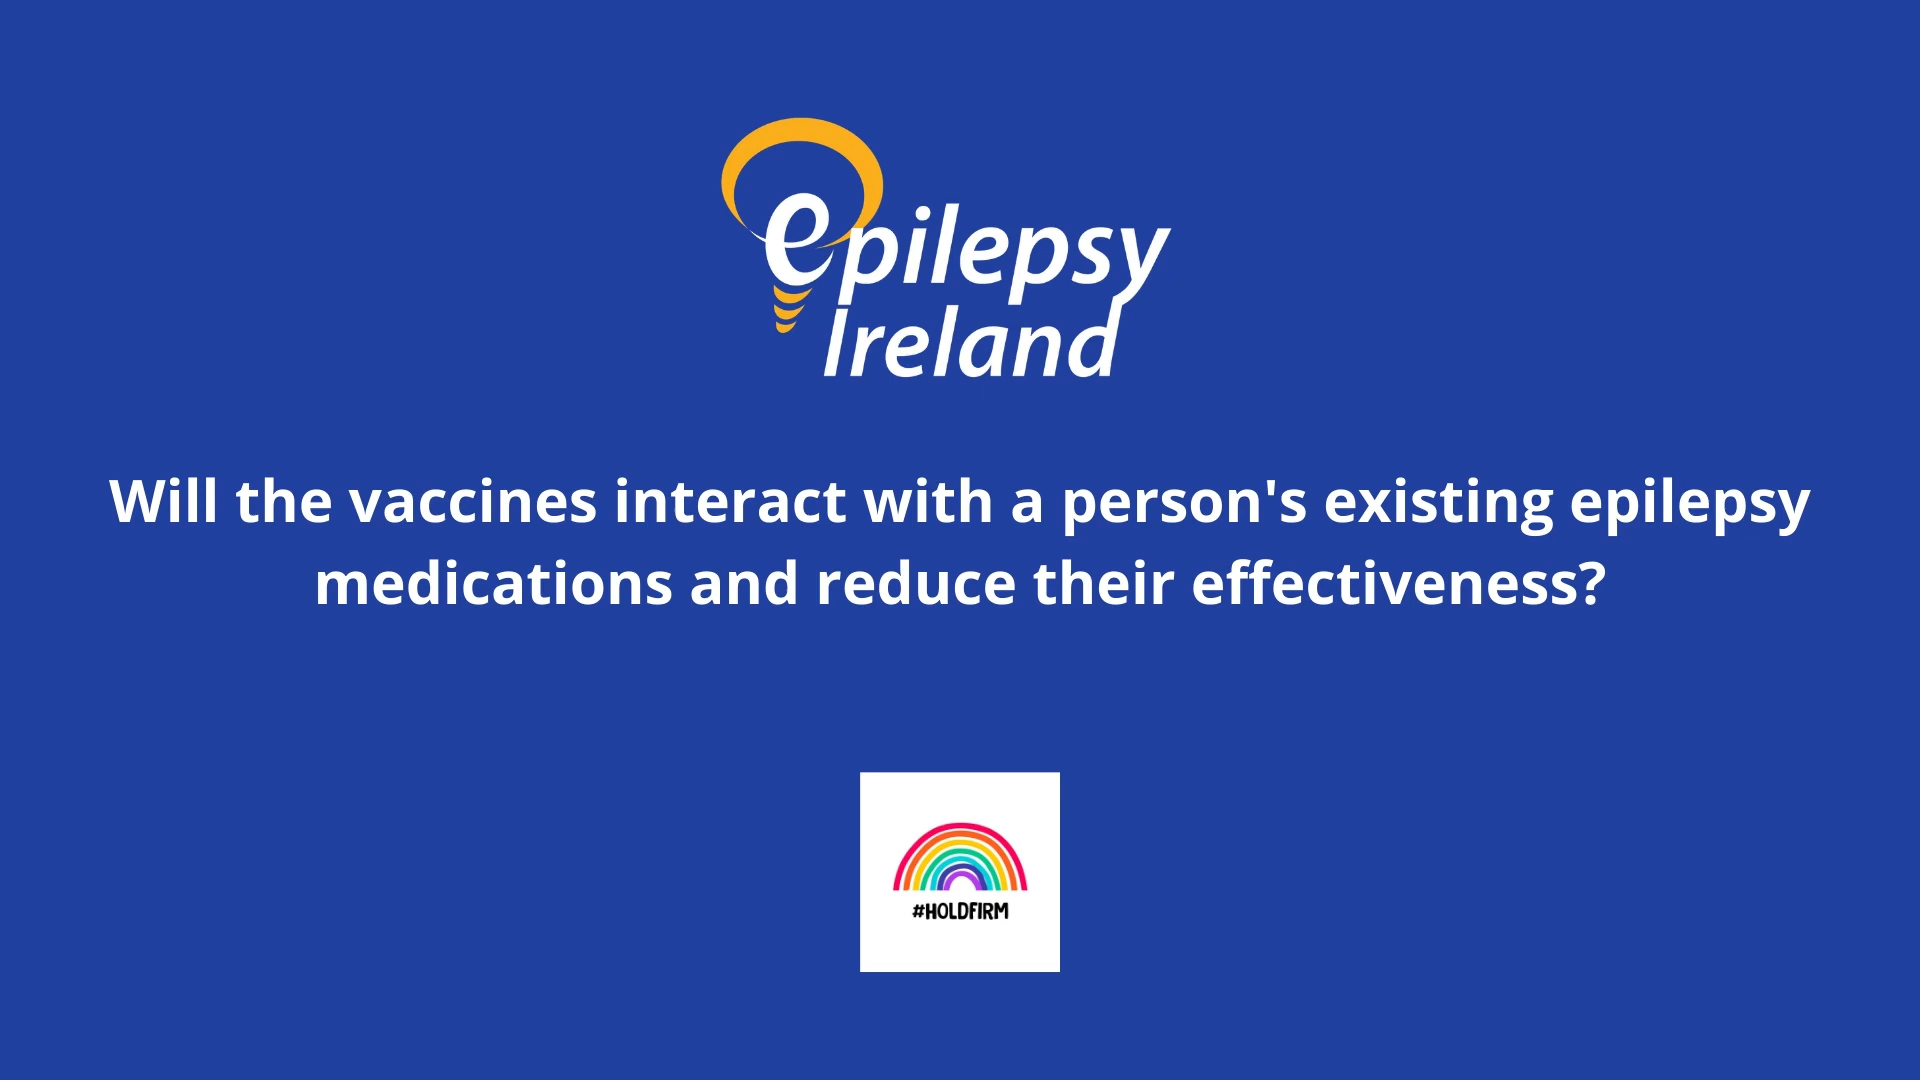 epilepsy
Ireland
Will the vaccines interact with a person's existing epilepsy
medications and reduce their effectiveness?
#HOLDFIRM